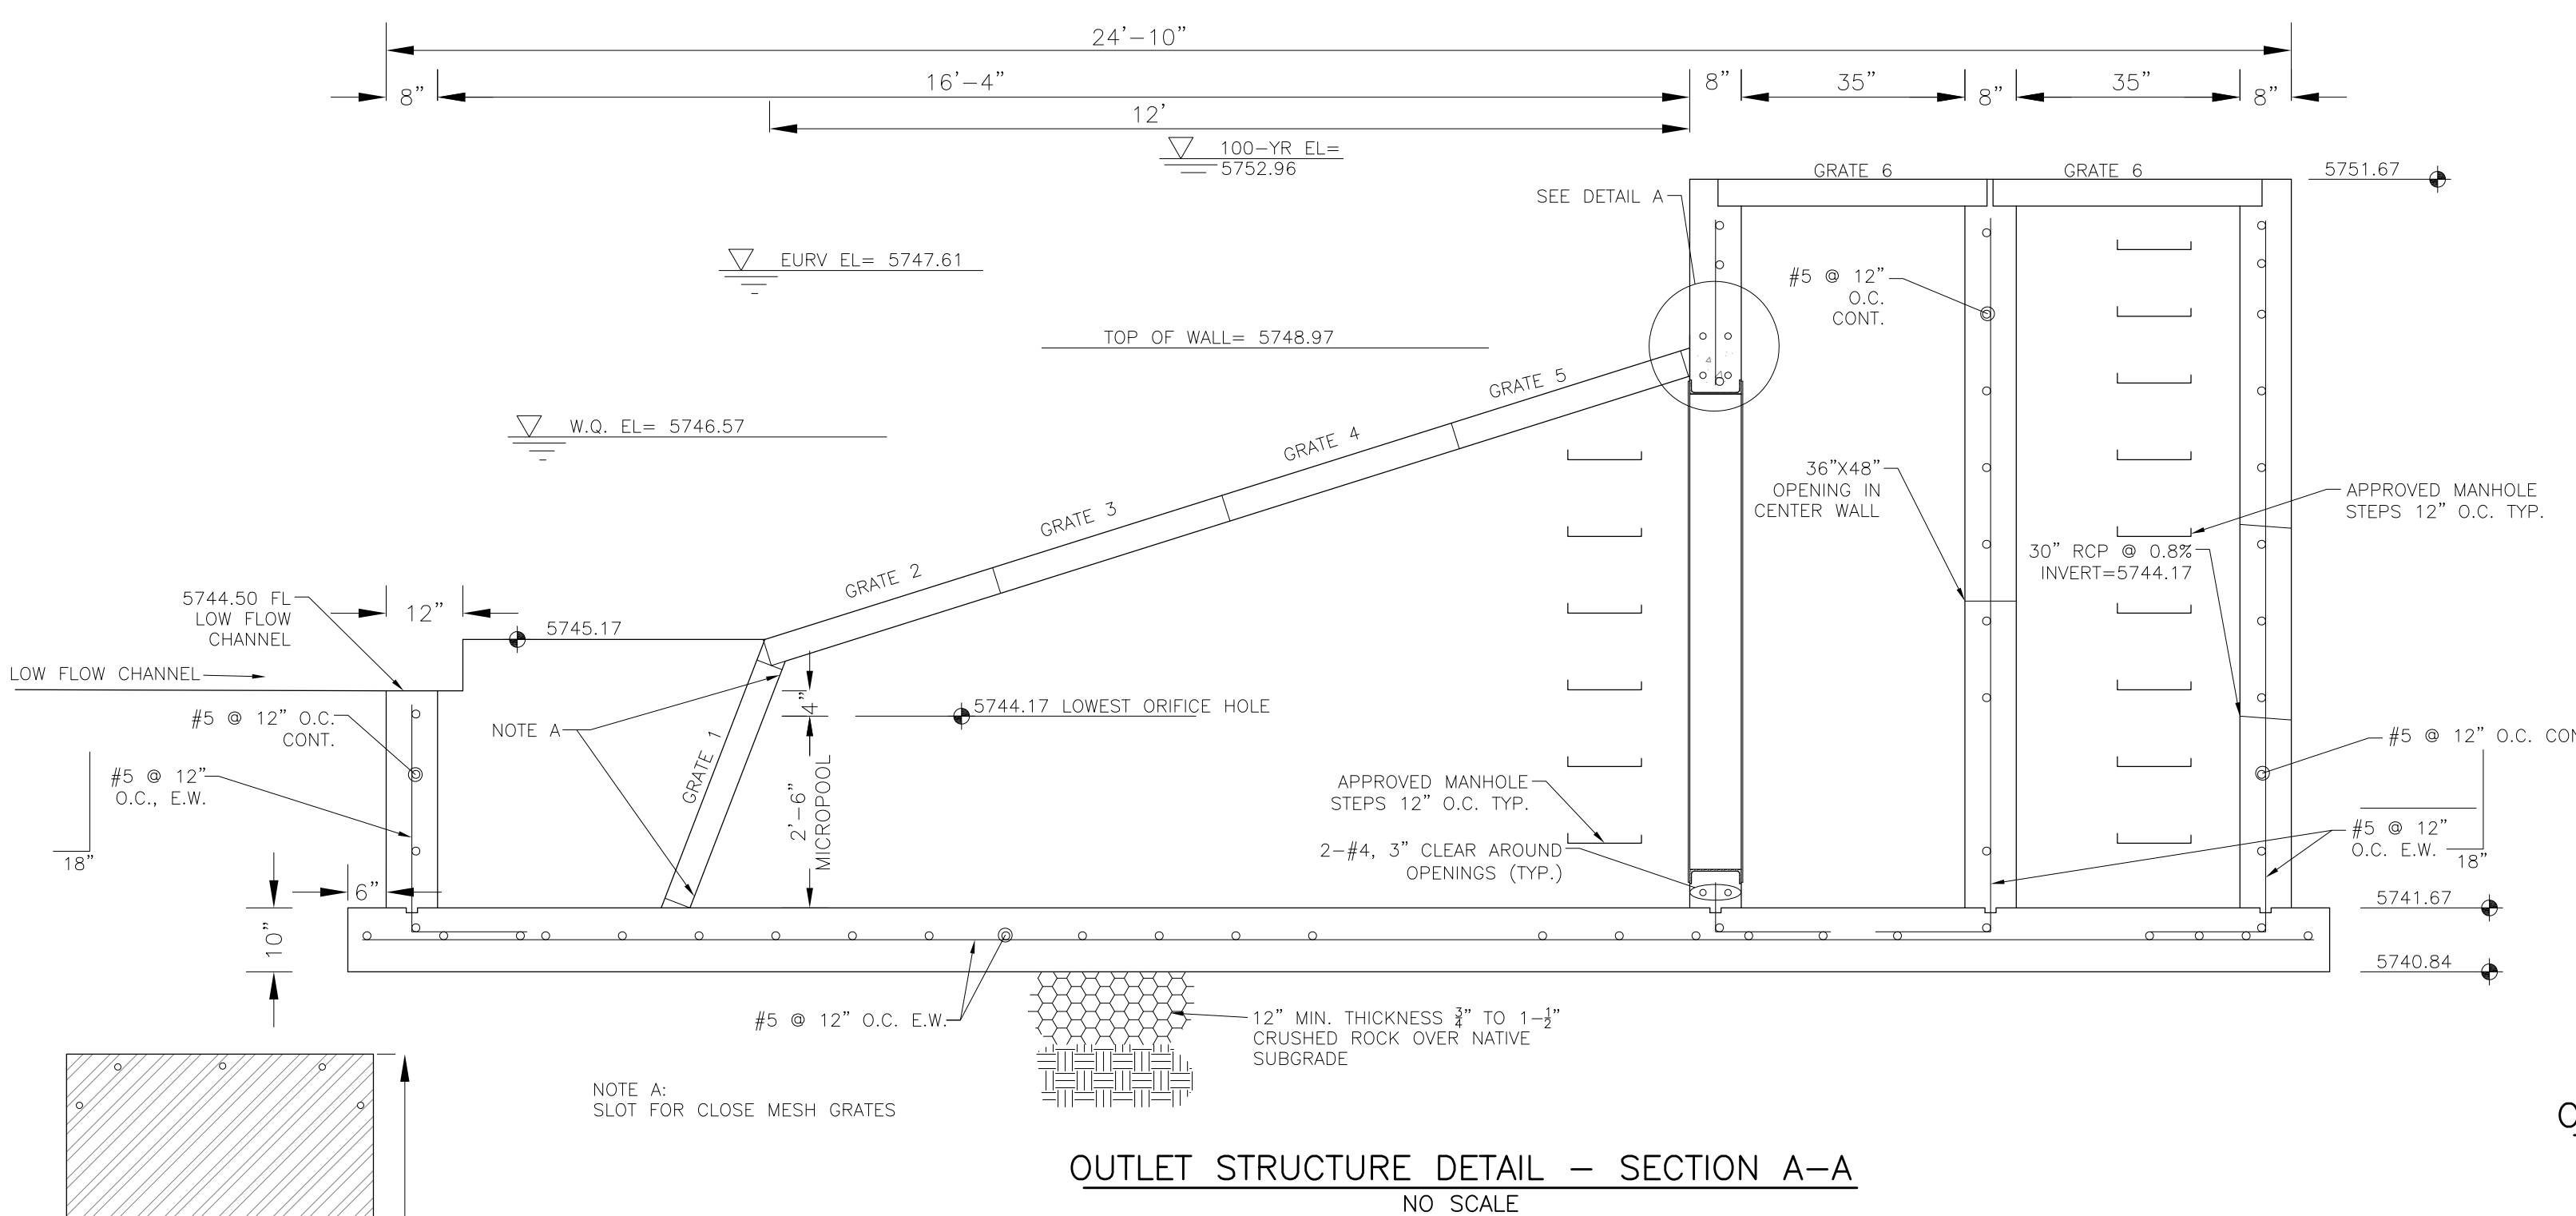 24'-10"
8"
16'-4"
8"
35"
8"
35"
8"
12'
100-YR EL=
5752.96
GRATE 6
GRATE 6
5751.67
SEE DETAIL A
EURV EL= 5747.61
#5 @ 12"
O.C.
CONT.
TOP OF WALL= 5748.97
GRATE 5
W.Q. EL= 5746.57
GRATE 4
36"X48"
OPENING IN
CENTER WALL
APPROVED MANHOLE
STEPS 12" O.C. TYP.
GRATE 3
30" RCP @ 0.8%
INVERT=5744.17
GRATE 2
5744.50 FL
LOW FLOW
CHANNEL
12"
5745.17
LOW FLOW CHANNEL
4"
5744.17 LOWEST ORIFICE HOLE
#5 @ 12" O.C.
CONT.
NOTE A
GRATE 1
#5 @ 12" O.C. CON
#5 @ 12"
O.C., E.W.
2'-6"
MICROPOOL
APPROVED MANHOLE
STEPS 12" O.C. TYP.
18"
2-#4, 3" CLEAR AROUND
OPENINGS (TYP.)
#5 @ 12"
O.C. E.W.
18"
6"
5741.67
10"
5740.84
#5 @ 12" O.C. E.W.
12" MIN. THICKNESS 3/4" TO 1-1/2"
CRUSHED ROCK OVER NATIVE
SUBGRADE
NOTE A:
SLOT FOR CLOSE MESH GRATES
OUTLET STRUCTURE DETAIL - SECTION A-A
NO SCALE